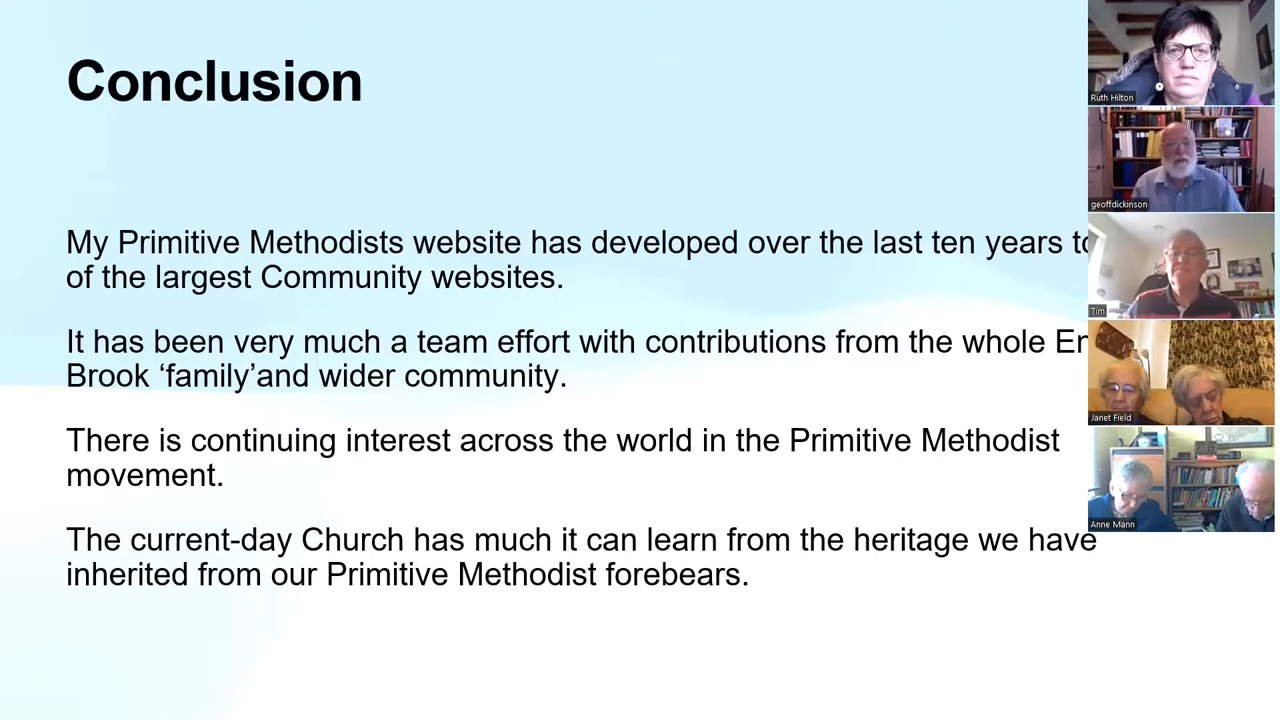 Conclusion
My Primitive Methodists website has developed over the last ten years
of the largest Community websites.
It has been very much a team effort with contributions from the whole
Brook ‘family’and wider community.
There is continuing interest across the world in the Primitive Methodist
movement.
The current-day Church has much it can learn from the heritage we have
inherited from our Primitive Methodist forebears.
Ruth Hilton
geoffdickinson
Tim
Janet Field
Anne Mann